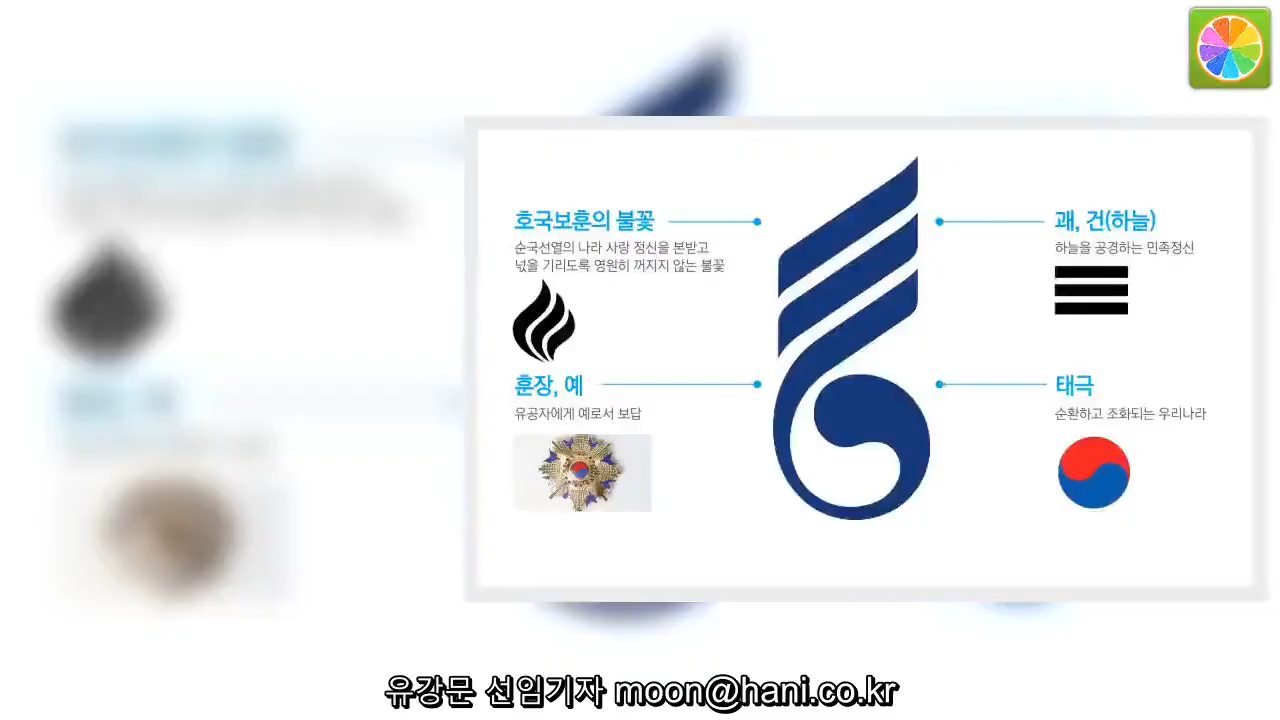 호국보훈의 불꽃
순국선열의 나라 사랑 정신을 본받고
넋을 기리도록 영원히 꺼지지 않는 불꽃
괘, 건(하늘)
하늘을 공경하는 민족정신
훈장, 예
유공자에게 예로서 보답
태극
순환하고 조화되는 우리나라
유강문 선임기자 moon@hani.co.kr